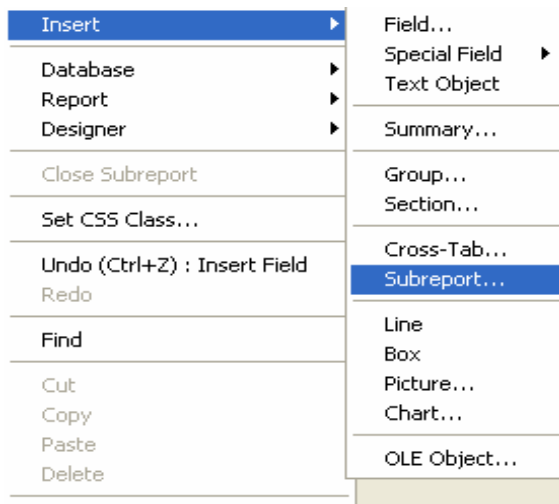 Insert
Database
Report
Designer
Close Subreport
Set CSS Class...
Undo (Ctrl+Z) : Insert Field
Redo
Find
Cut
Copy
Paste
Delete
Field...
Special Field
Text Object
Summary...
Group...
Section...
Cross-Tab...
Subreport...
Line
Box
Picture...
Chart...
OLE Object...